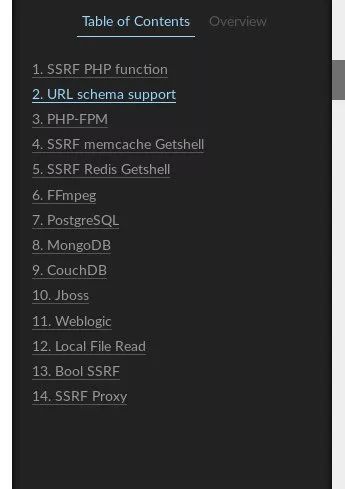 Table of Contents Overview
1. SSRF PHP function
2. URL schema support
3. PHP-FPM
4. SSRF memcache Getshell
5. SSRF Redis Getshell
6. FFmpeg
7. PostgreSQL
8. MongoDB
9. CouchDB
10. Jboss
11. Weblogic
12. Local File Read
13. Bool SSRF
14. SSRF Proxy